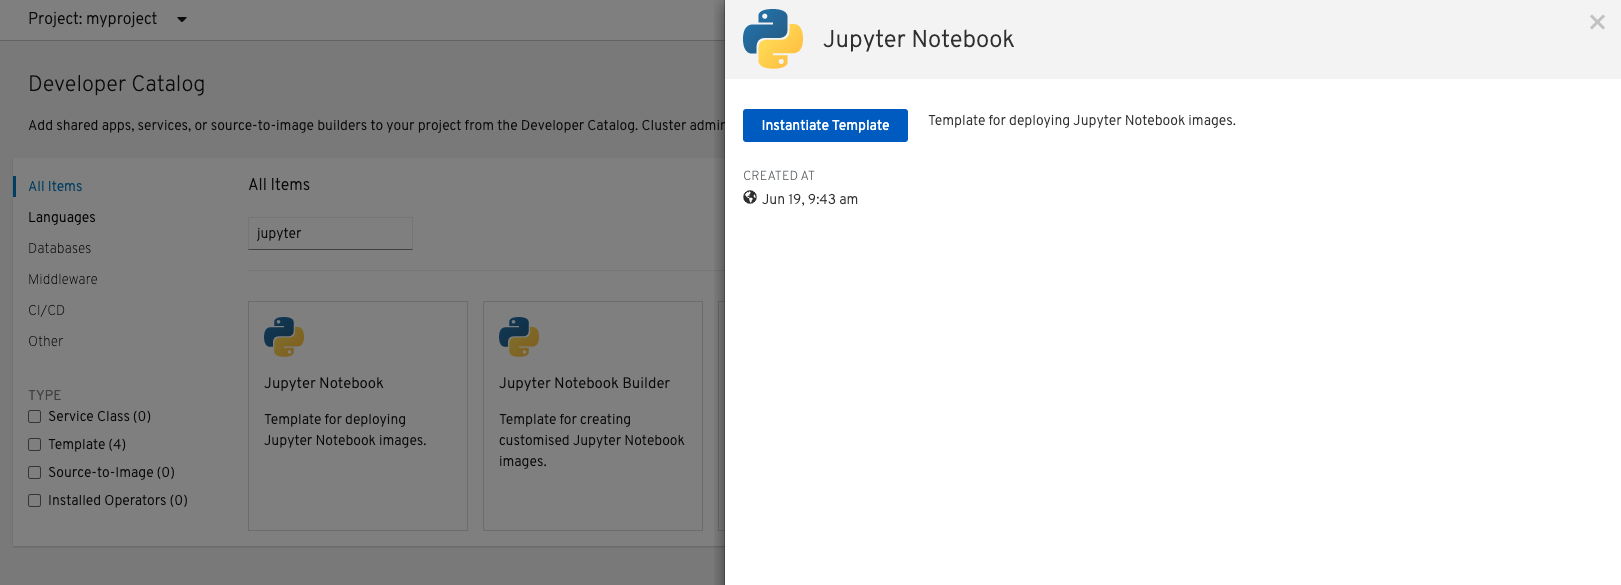 Project: myproject
Developer Catalog
Add shared apps, services, or source-to-image builders to your project from the Developer Catalog. Cluster admin
All Items
Languages
Databases
Middleware
CI/CD
Other
TYPE
Service Class (0)
Template (4)
Source-to-Image (0)
Installed Operators (0)
All Items
jupyter
Jupyter Notebook
Template for deploying
Jupyter Notebook images.
Jupyter Notebook Builder
Template for creating
customised Jupyter Notebook
images.
Jupyter Notebook
Instantiate Template
Template for deploying Jupyter Notebook images.
CREATED AT
Jun 19, 9:43 am